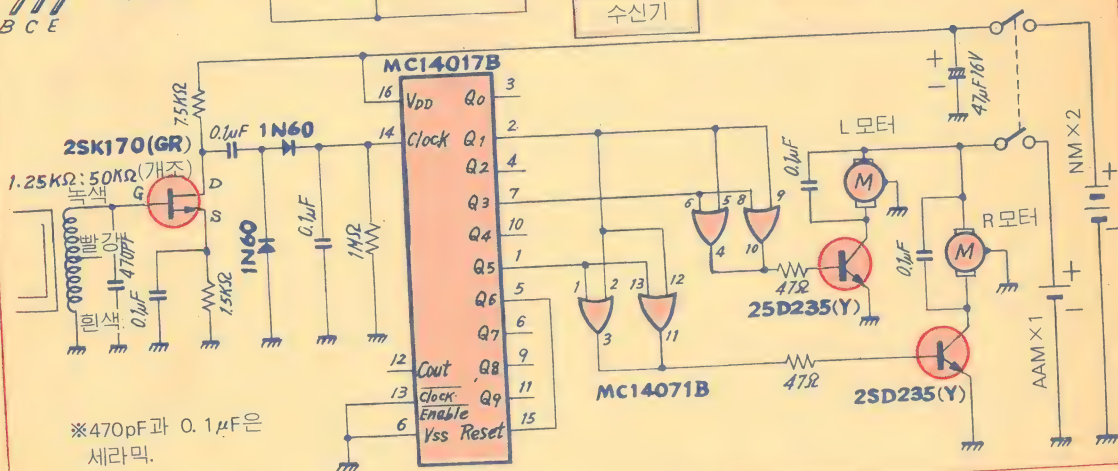 B C E
수신기
MC14017B
7.5KΩ
2SK170(GR)
0.1μF
1N60
1.25KΩ:50KΩ(개조)
녹색
G
D
S
빨강
470PF
0.1μF
흰색
1.5KΩ
1N60
0.1μF
1MΩ
16
VDD
14
Clock
12
Cout
13
Clock
Enable
6
Vss
Reset
Q0
3
Q1
2
Q2
4
Q3
7
Q4
10
Q5
1
Q6
5
Q7
6
Q8
9
Q9
11
15
6
5
8
9
4
10
1
2
13
12
3
11
MC14071B
47Ω
25D235(Y)
47Ω
2SD235(Y)
0.1μF
L 모터
M
0.1μF
R 모터
M
+
-
47μF16V
NM×2
+
AAM×1
+
-
※470pF과 0.1μF은
세라믹.